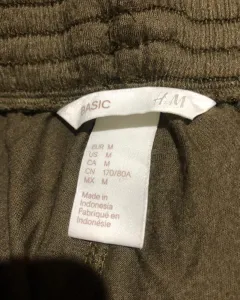 BASIC H&M
EUR M
US M
CA M
CN 170/80A
MX M
Made in
Indonesia
Fabriqué en
Indonésie